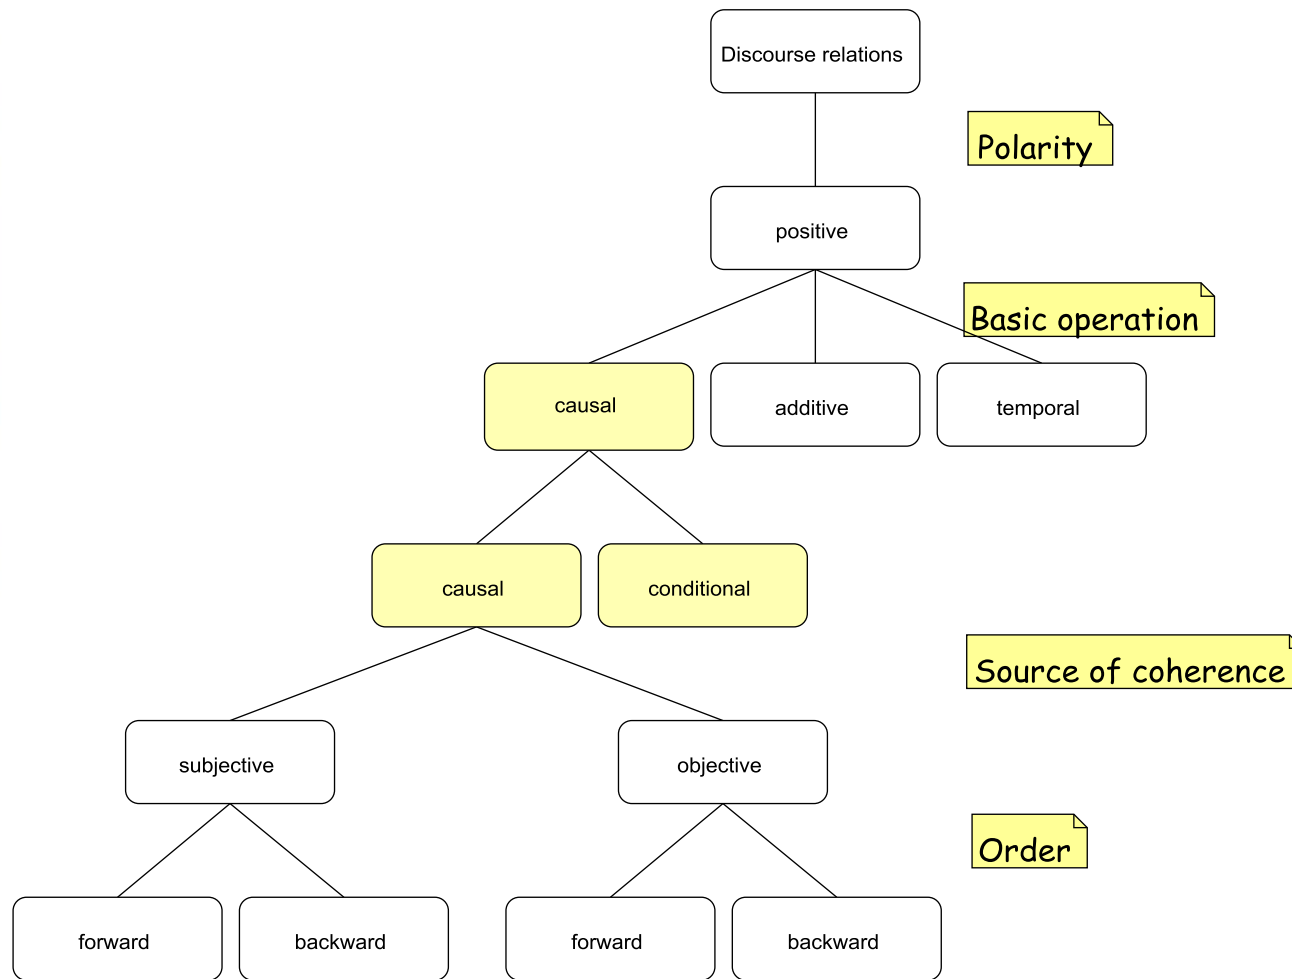 Discourse relations
Polarity
positive
Basic operation
causal
additive
temporal
causal
conditional
Source of coherence
subjective
objective
Order
forward
backward
forward
backward